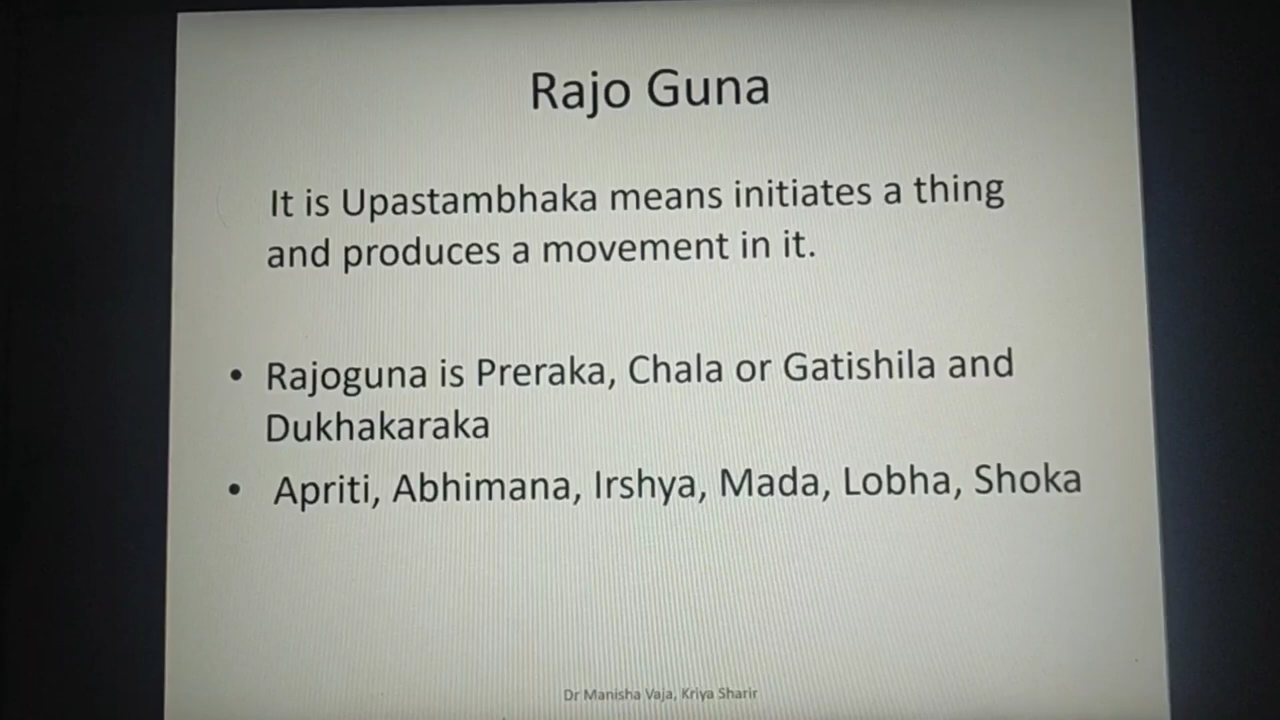 Rajo Guna
It is Upastambhaka means initiates a thing
and produces a movement in it.
• Rajoguna is Preraka, Chala or Gatishila and
Dukhakaraka
• Apriti, Abhimana, Irshya, Mada, Lobha, Shoka
Dr Manisha Vaja, Kriya Sharir